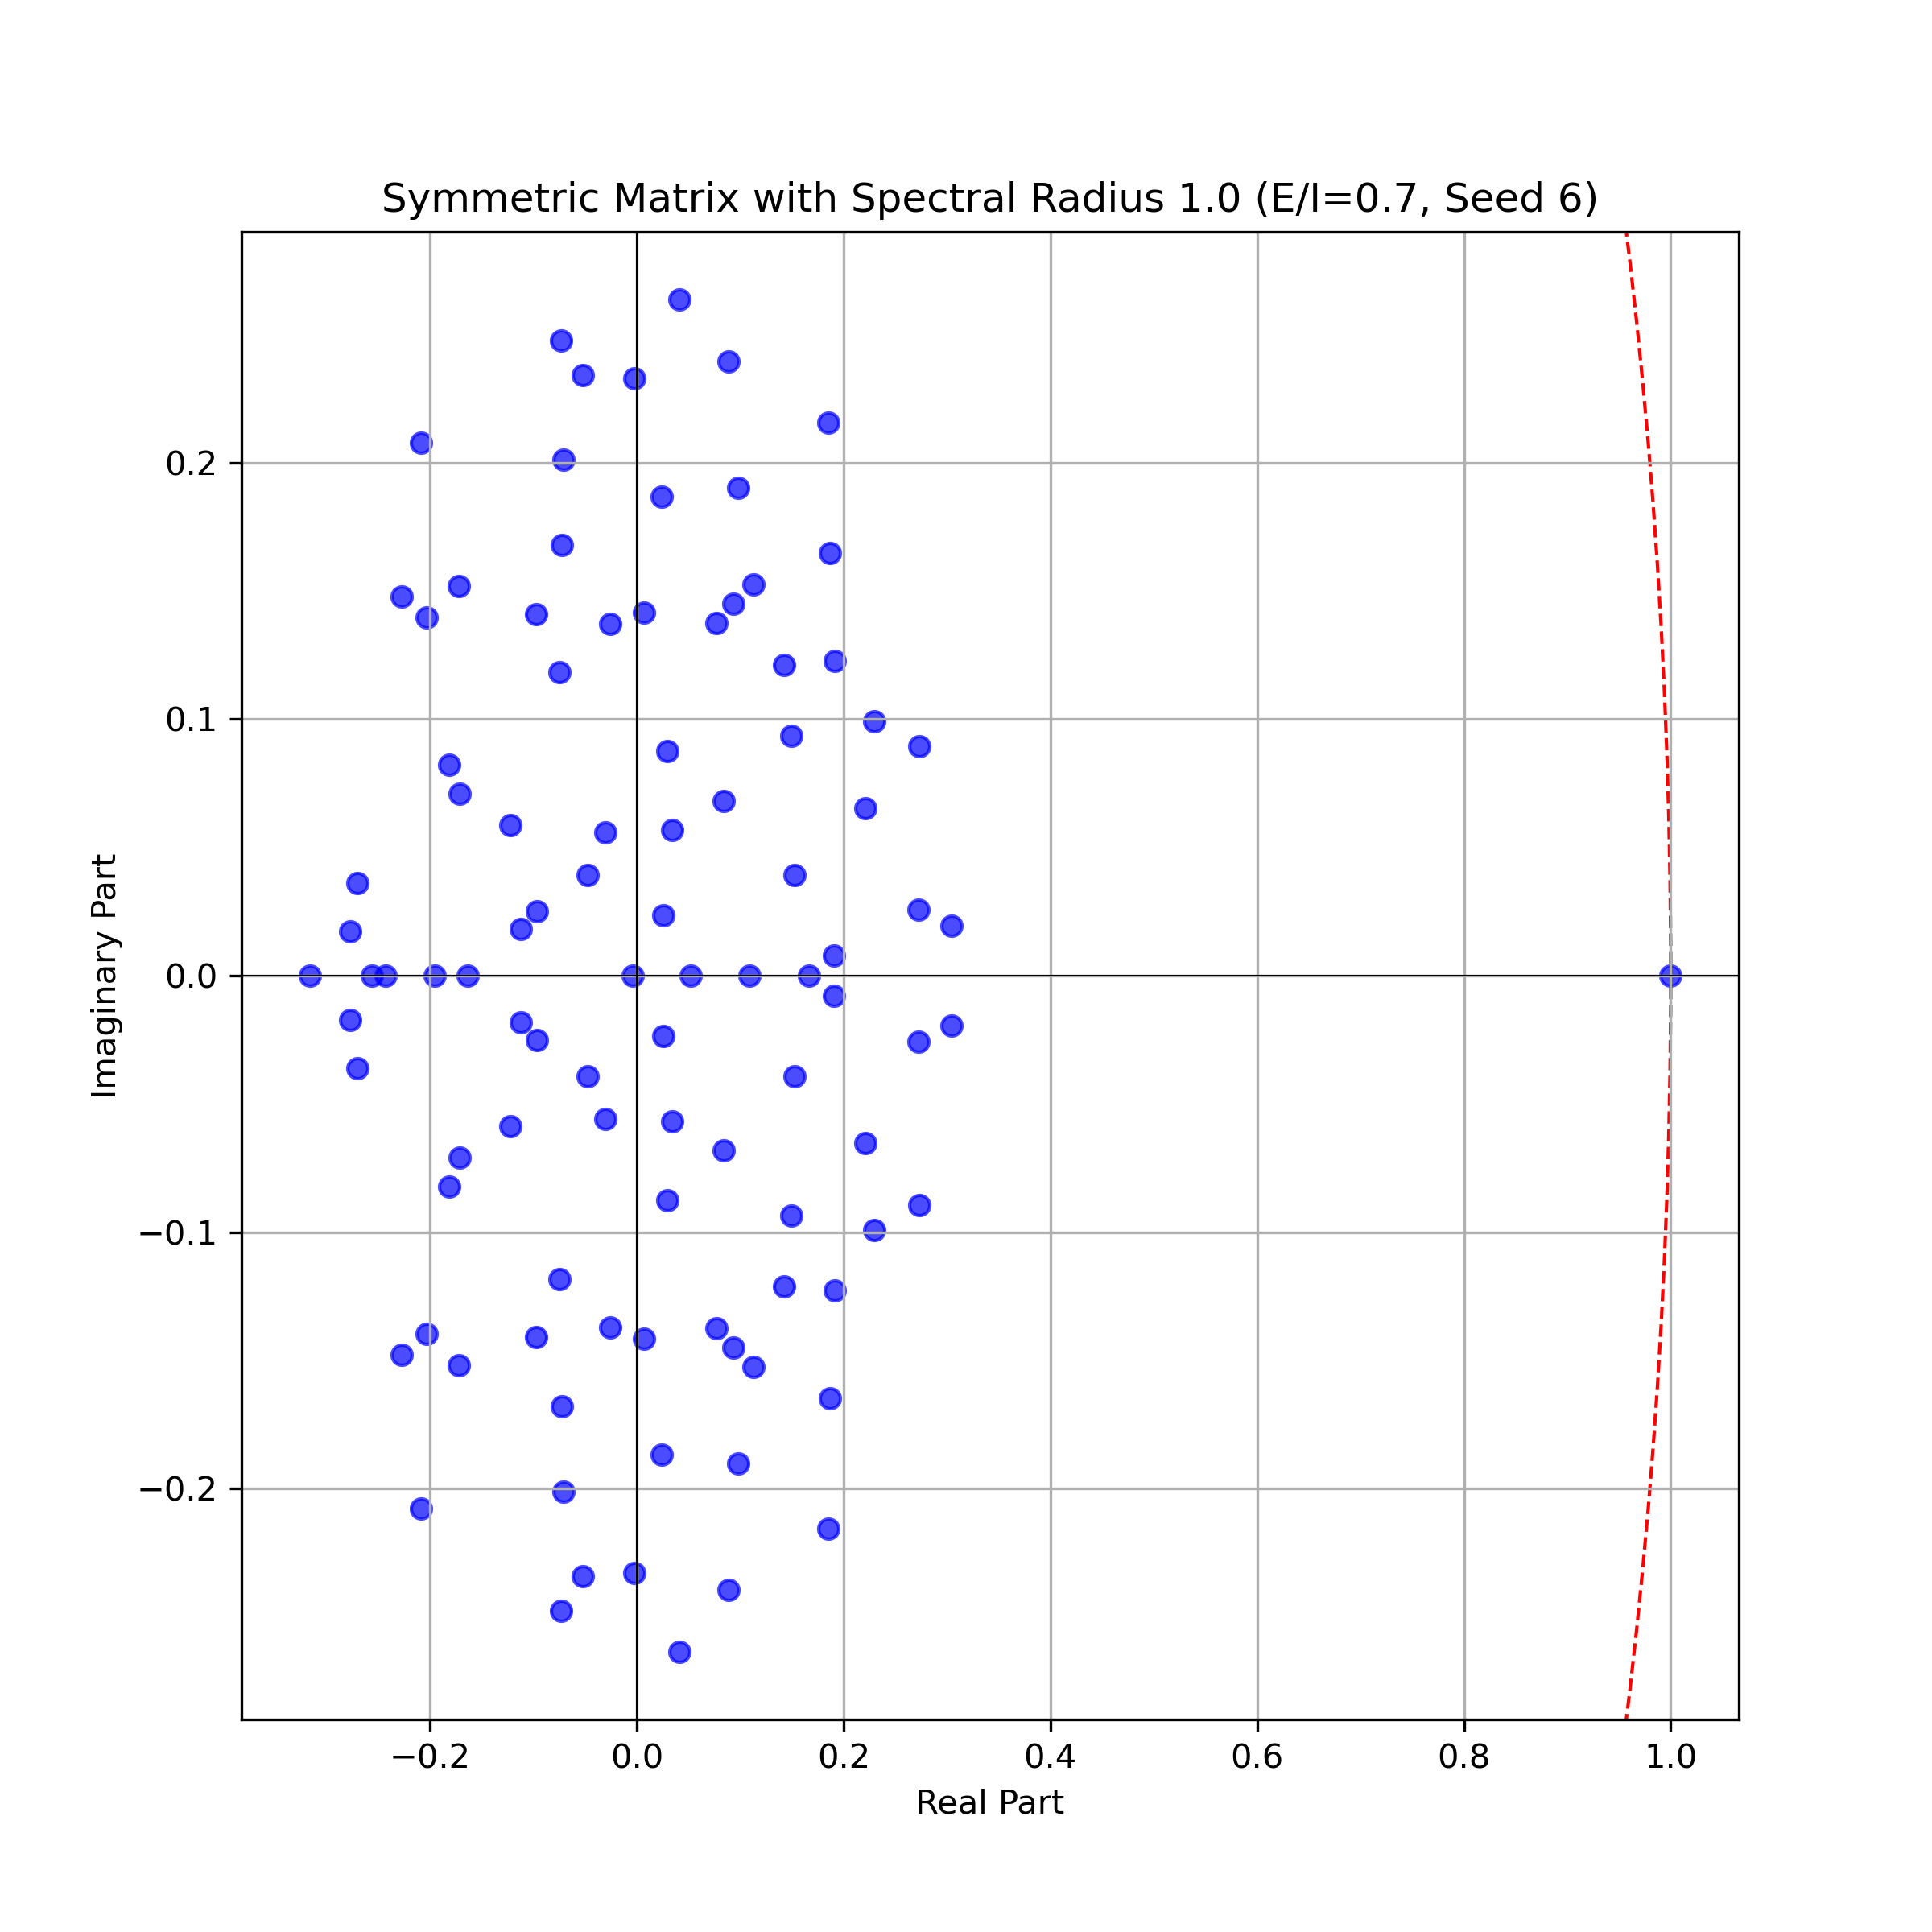 Symmetric Matrix with Spectral Radius 1.0 (E/I=0.7, Seed 6)
Imaginary Part
0.2
0.1
0.0
−0.1
−0.2
−0.2 0.0 0.2 0.4 0.6 0.8 1.0
Real Part